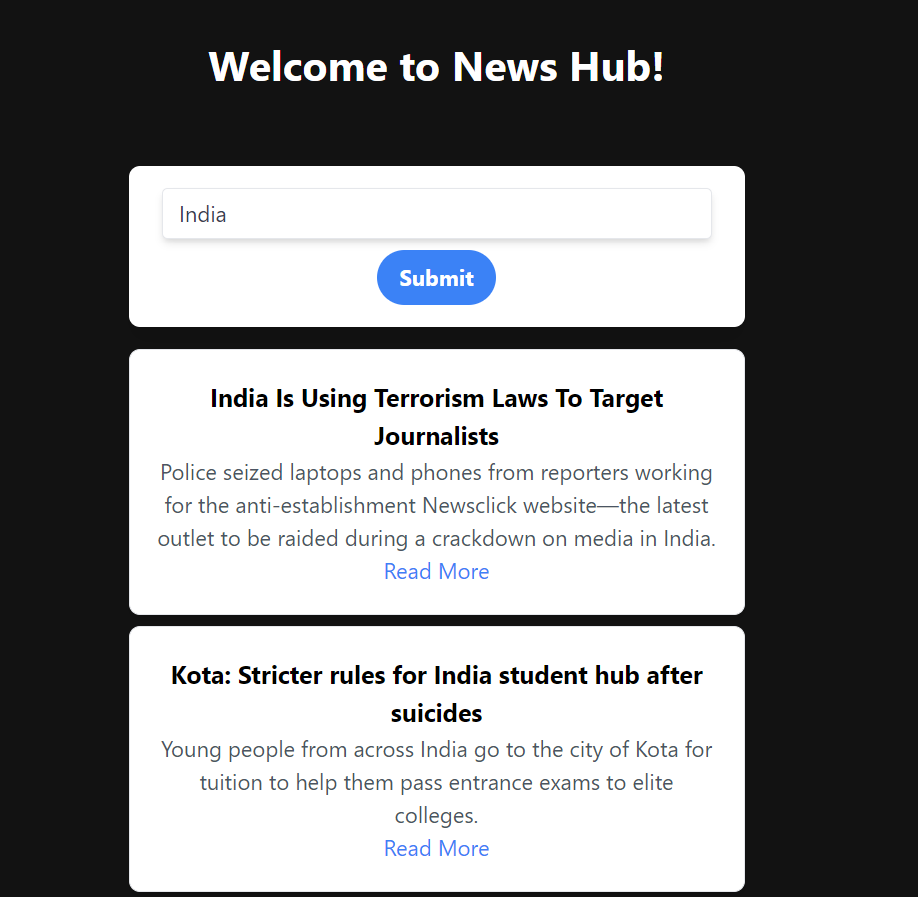 Welcome to News Hub!
India
Submit
India Is Using Terrorism Laws To Target
Journalists
Police seized laptops and phones from reporters working
for the anti-establishment Newsclick website—the latest
outlet to be raided during a crackdown on media in India.
Read More
Kota: Stricter rules for India student hub after
suicides
Young people from across India go to the city of Kota for
tuition to help them pass entrance exams to elite
colleges.
Read More